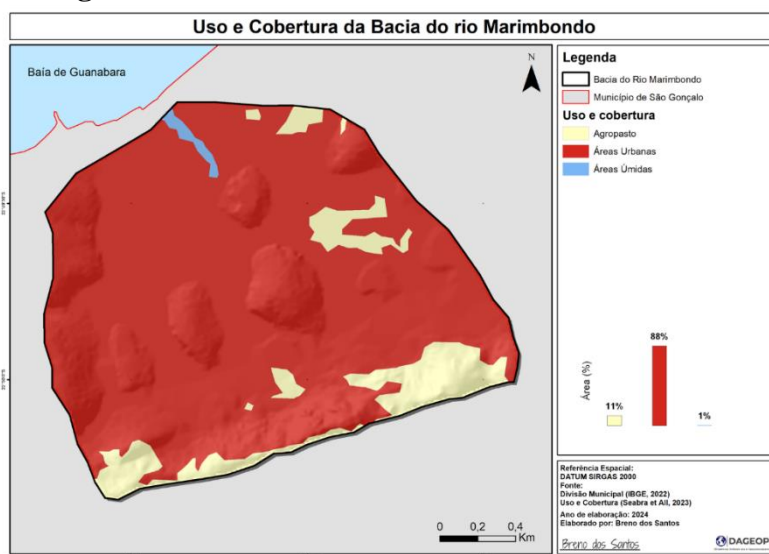 Uso e Cobertura da Bacia do rio Marimbondo
Baía de Guanabara
N
0 0,2 0,4
Km
Legenda
Bacia do Rio Marimbondo
Município de São Gonçalo
Uso e cobertura
Agropasto
Áreas Urbanas
Áreas Úmidas
Área (%)
11%
88%
1%
Referência Espacial:
DATUM SIRGAS 2000
Fonte:
Divisão Municipal (IBGE, 2022)
Uso e Cobertura (Seabra et All, 2023)
Ano de elaboração: 2024
Elaborado por: Breno dos Santos
Breno dos Santos
DAGEOP